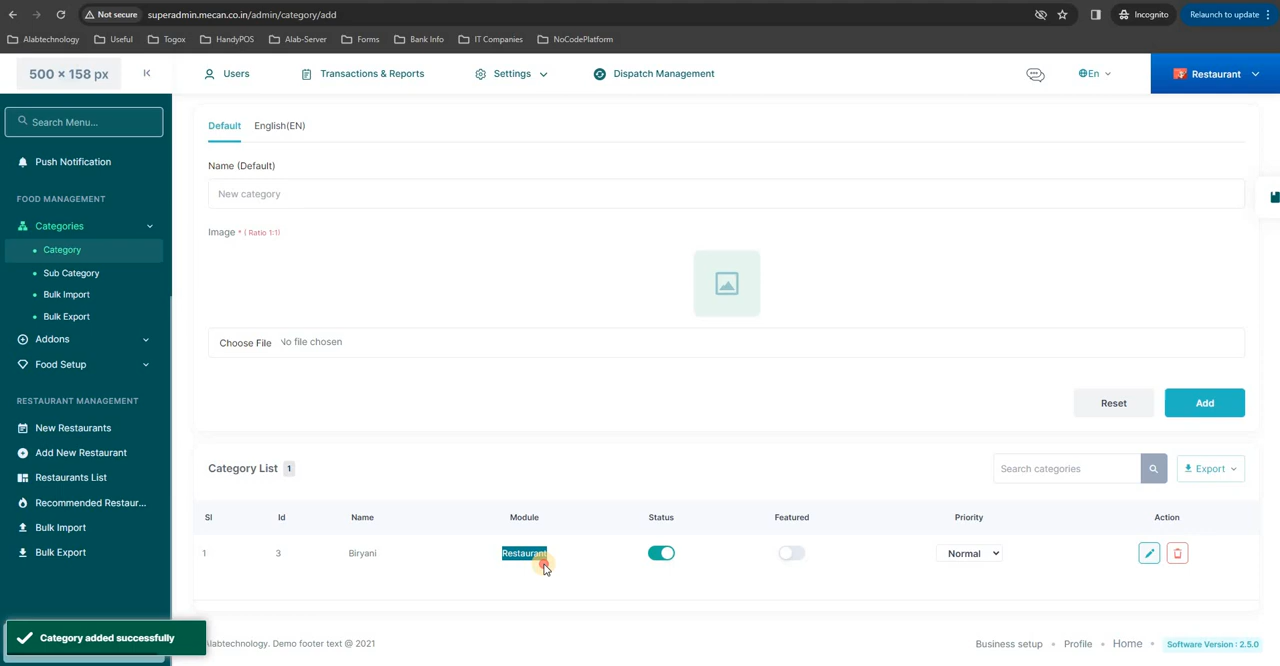 Not secure superadmin.mecan.co.in/admin/category/add Incognito Relaunch to update
Alabtechnology Useful Togox HandyPOS Alab-Server Forms Bank Info IT Companies NoCodePlatform
500 × 158 px Users Transactions & Reports Settings Dispatch Management En Restaurant
Search Menu...
Push Notification
FOOD MANAGEMENT
Categories
Category
Sub Category
Bulk Import
Bulk Export
Addons
Food Setup
RESTAURANT MANAGEMENT
New Restaurants
Add New Restaurant
Restaurants List
Recommended Restaur...
Bulk Import
Bulk Export
Default English(EN)
Name (Default)
New category
Image * ( Ratio 1:1)
Choose File No file chosen
Reset Add
Category List 1 Search categories Export
Sl Id Name Module Status Featured Priority Action
1 3 Biryani Restaurant Normal
Category added successfully
Alabtechnology. Demo footer text @ 2021 Business setup Profile Home Software Version : 2.5.0